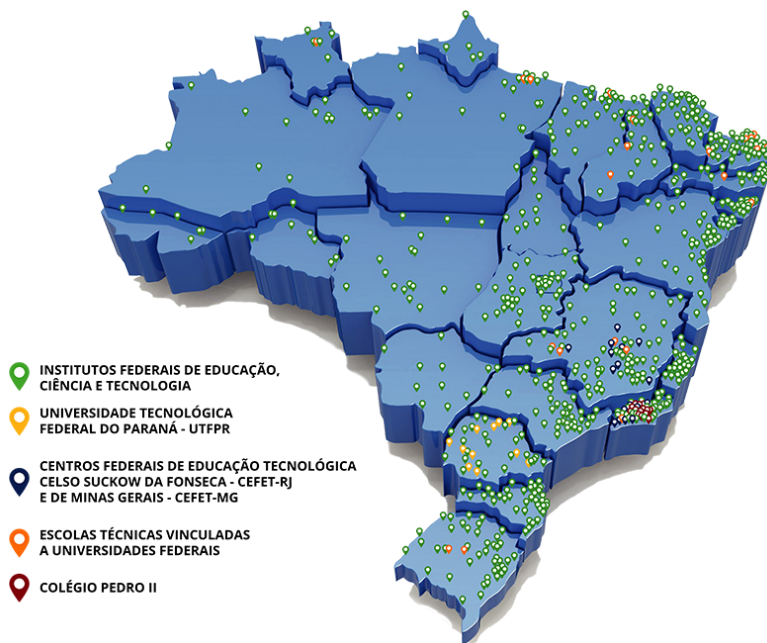 INSTITUTOS FEDERAIS DE EDUCAÇÃO,
CIÊNCIA E TECNOLOGIA
UNIVERSIDADE TECNOLÓGICA
FEDERAL DO PARANÁ - UTFPR
CENTROS FEDERAIS DE EDUCAÇÃO TECNOLÓGICA
CELSO SUCKOW DA FONSECA - CEFET-RJ
E DE MINAS GERAIS - CEFET-MG
ESCOLAS TÉCNICAS VINCULADAS
A UNIVERSIDADES FEDERAIS
COLÉGIO PEDRO II